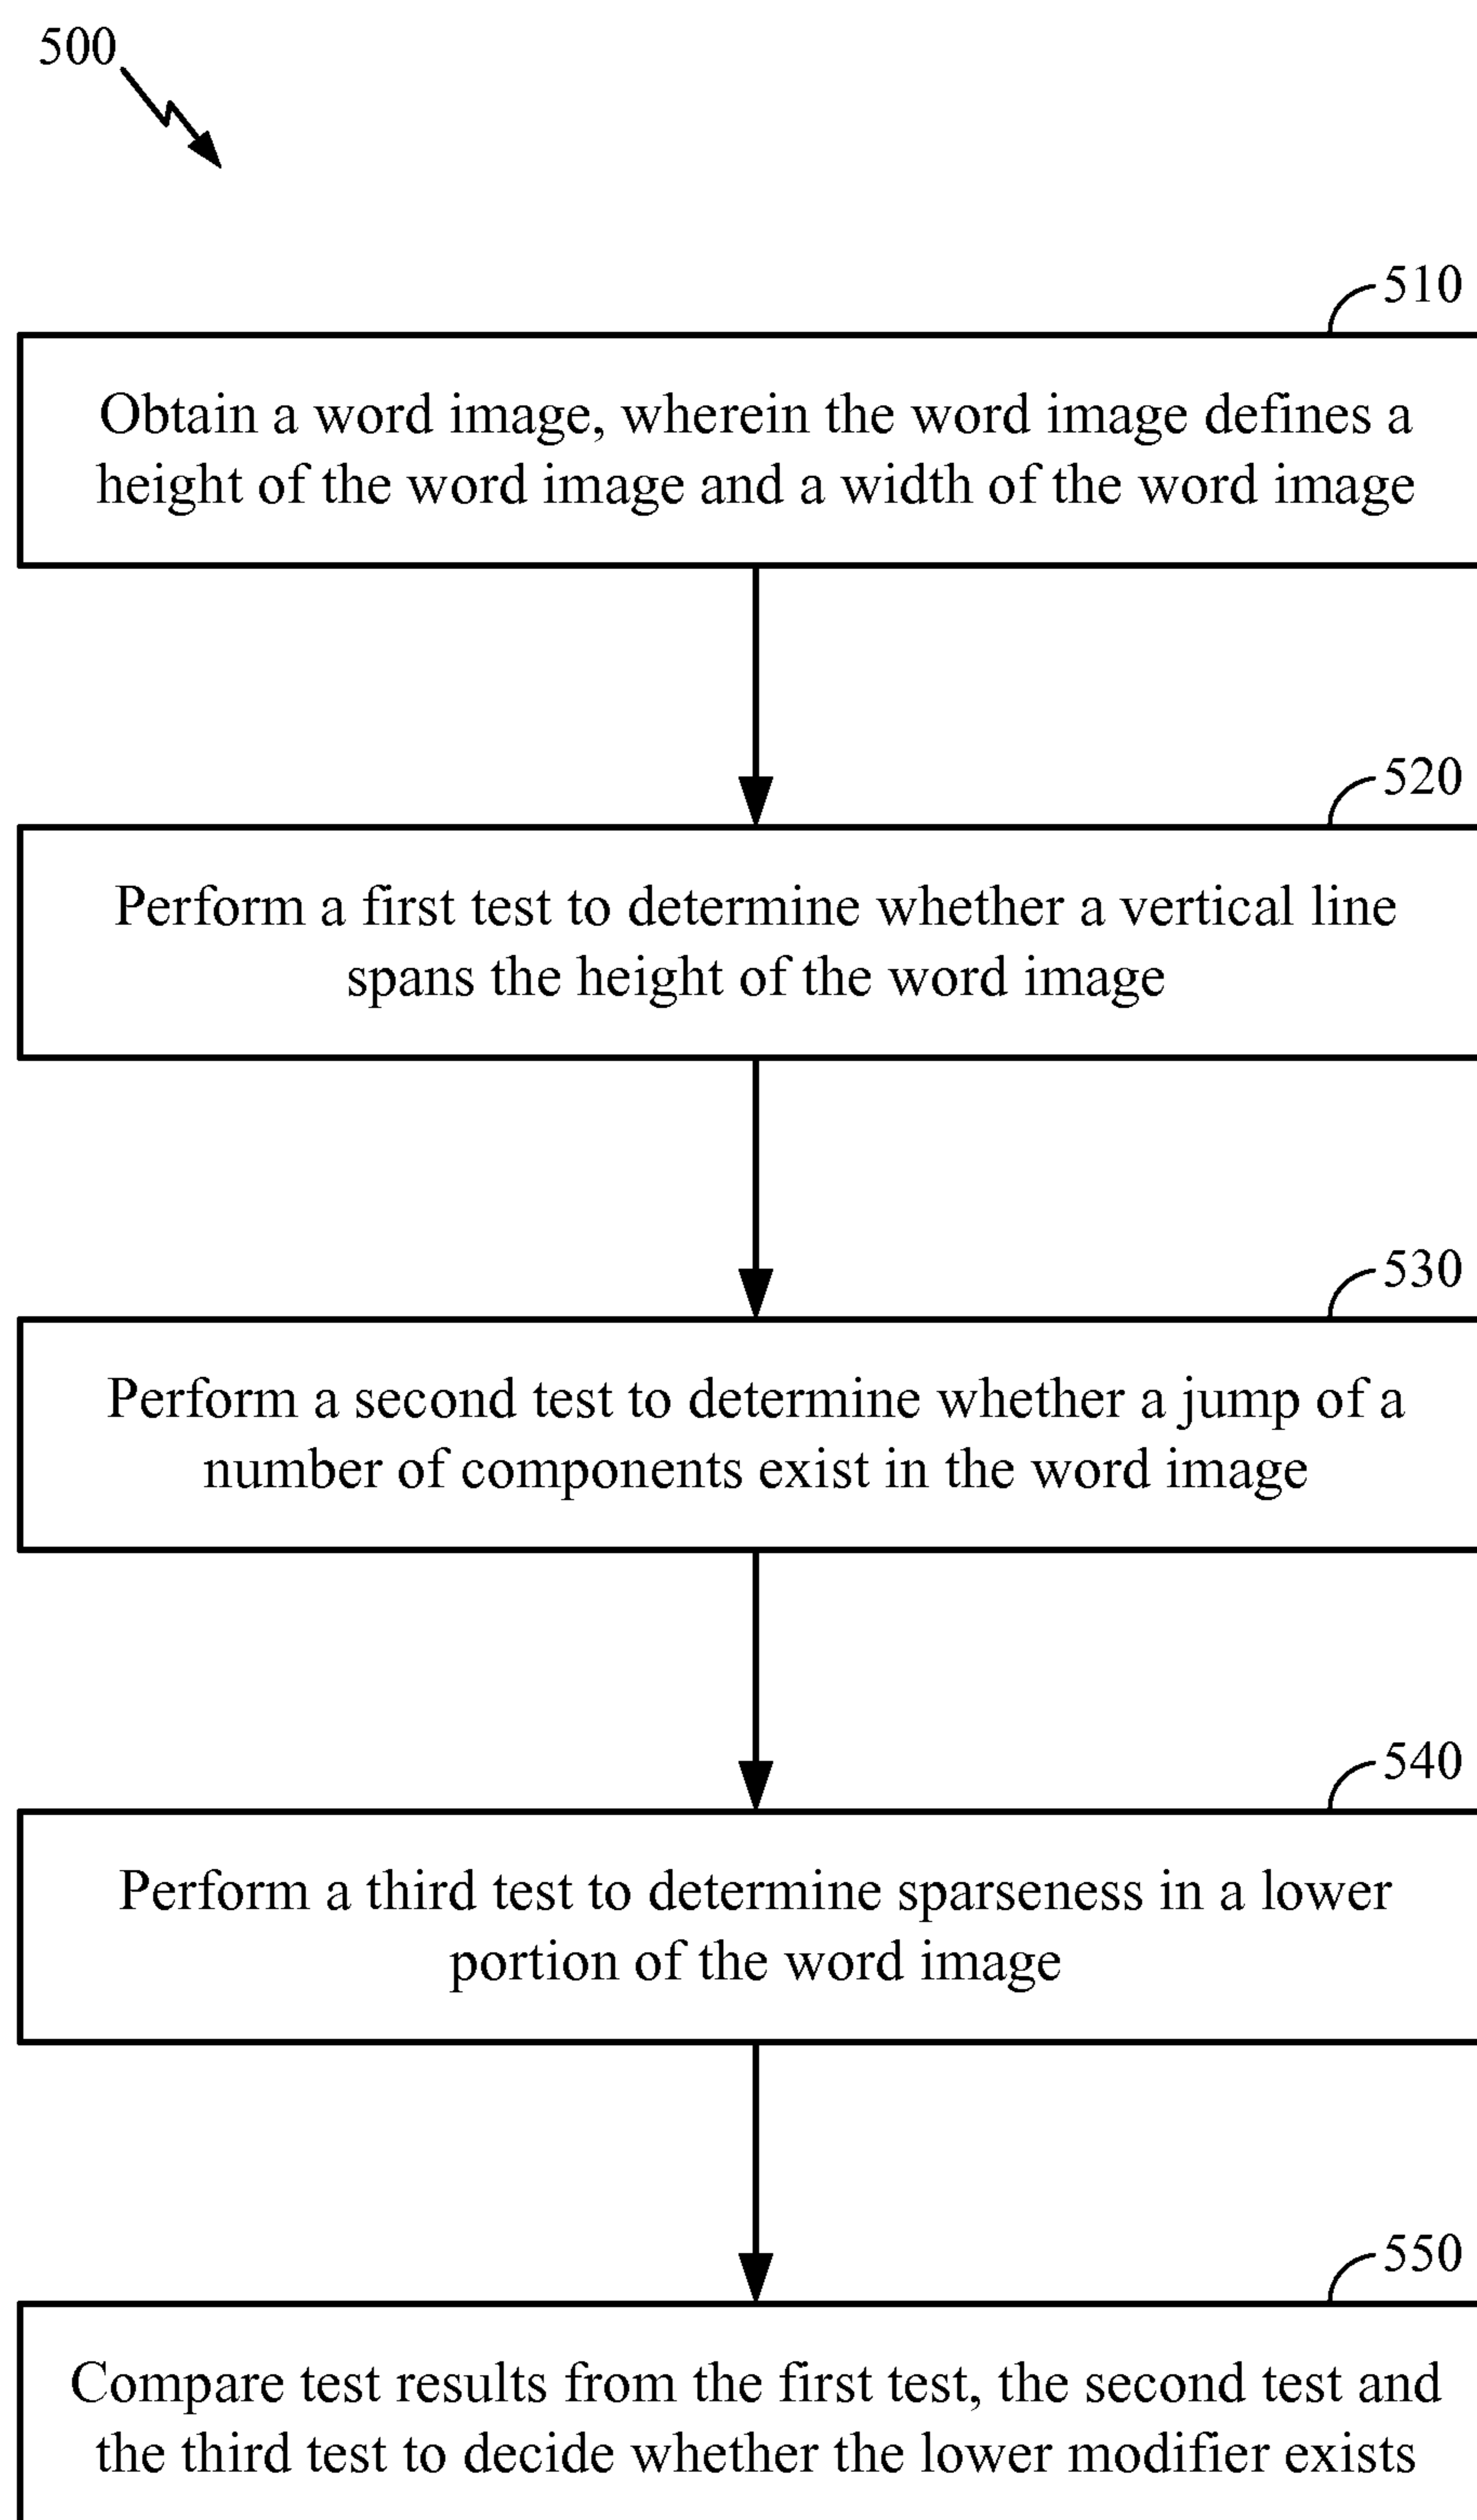 500
510
Obtain a word image, wherein the word image defines a
height of the word image and a width of the word image
520
Perform a first test to determine whether a vertical line
spans the height of the word image
530
Perform a second test to determine whether a jump of a
number of components exist in the word image
540
Perform a third test to determine sparseness in a lower
portion of the word image
550
Compare test results from the first test, the second test and
the third test to decide whether the lower modifier exists